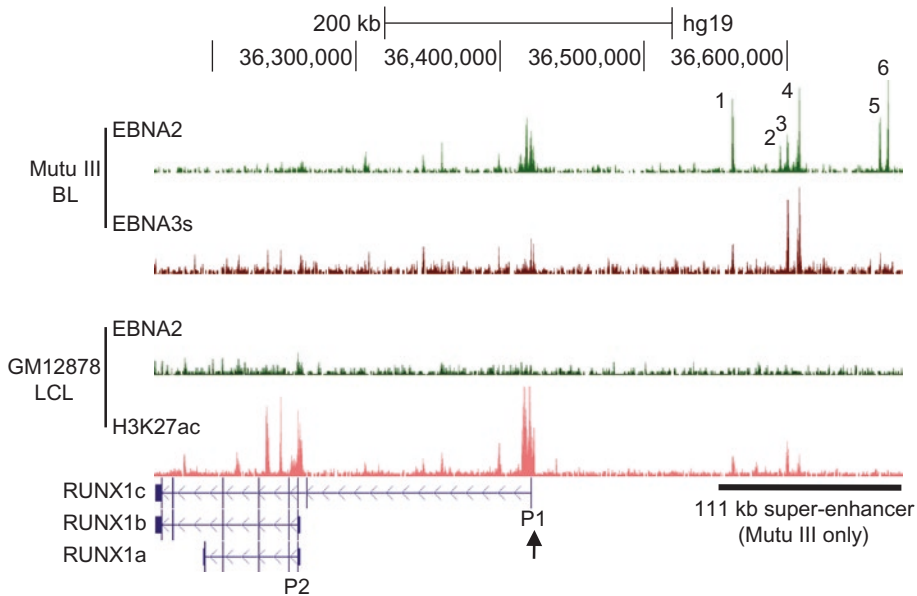 200 kb hg19
36,300,000 36,400,000 36,500,000 36,600,000
1 2 3 4 5 6
EBNA2
Mutu III
BL
EBNA3s
EBNA2
GM12878
LCL
H3K27ac
RUNX1c
RUNX1b
RUNX1a
P1
P2
111 kb super-enhancer
(Mutu III only)